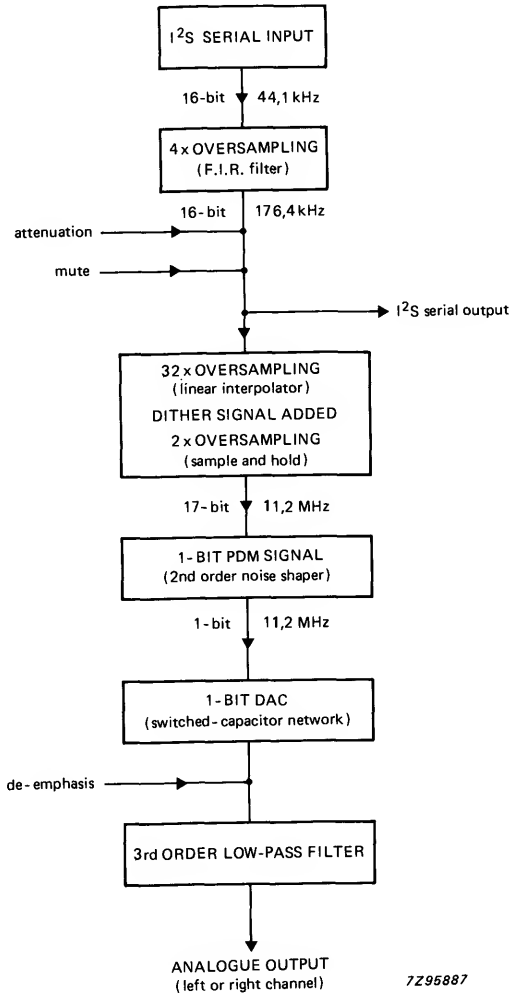 I²S SERIAL INPUT
16-bit 44,1 kHz
4x OVERSAMPLING
(F.I.R. filter)
16-bit 176,4 kHz
attenuation
mute
I²S serial output
32x OVERSAMPLING
(linear interpolator)
DITHER SIGNAL ADDED
2x OVERSAMPLING
(sample and hold)
17-bit 11,2 MHz
1-BIT PDM SIGNAL
(2nd order noise shaper)
1-bit 11,2 MHz
1-BIT DAC
(switched-capacitor network)
de-emphasis
3rd ORDER LOW-PASS FILTER
ANALOGUE OUTPUT
(left or right channel)
7Z95887